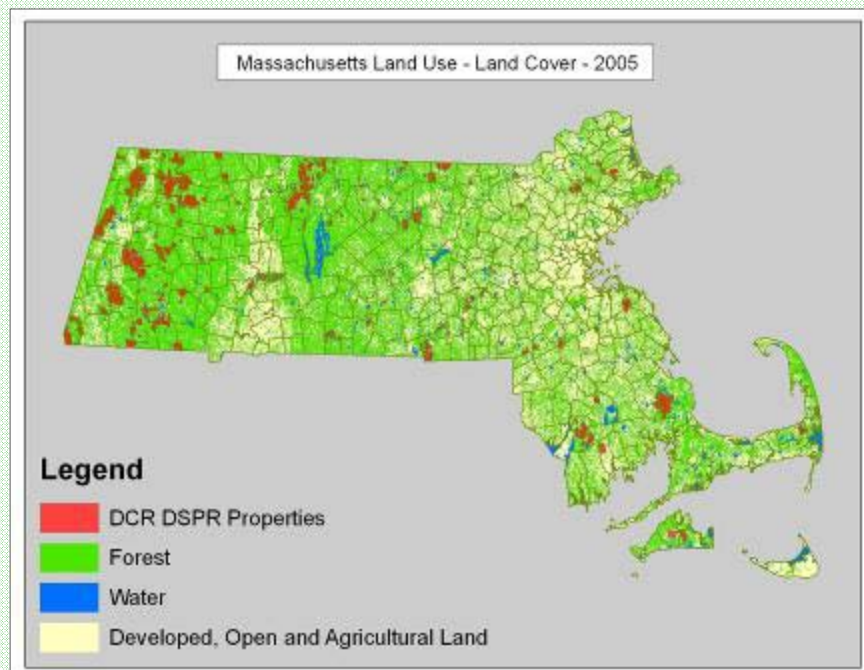 Massachusetts Land Use - Land Cover - 2005
Legend
DCR DSPR Properties
Forest
Water
Developed, Open and Agricultural Land